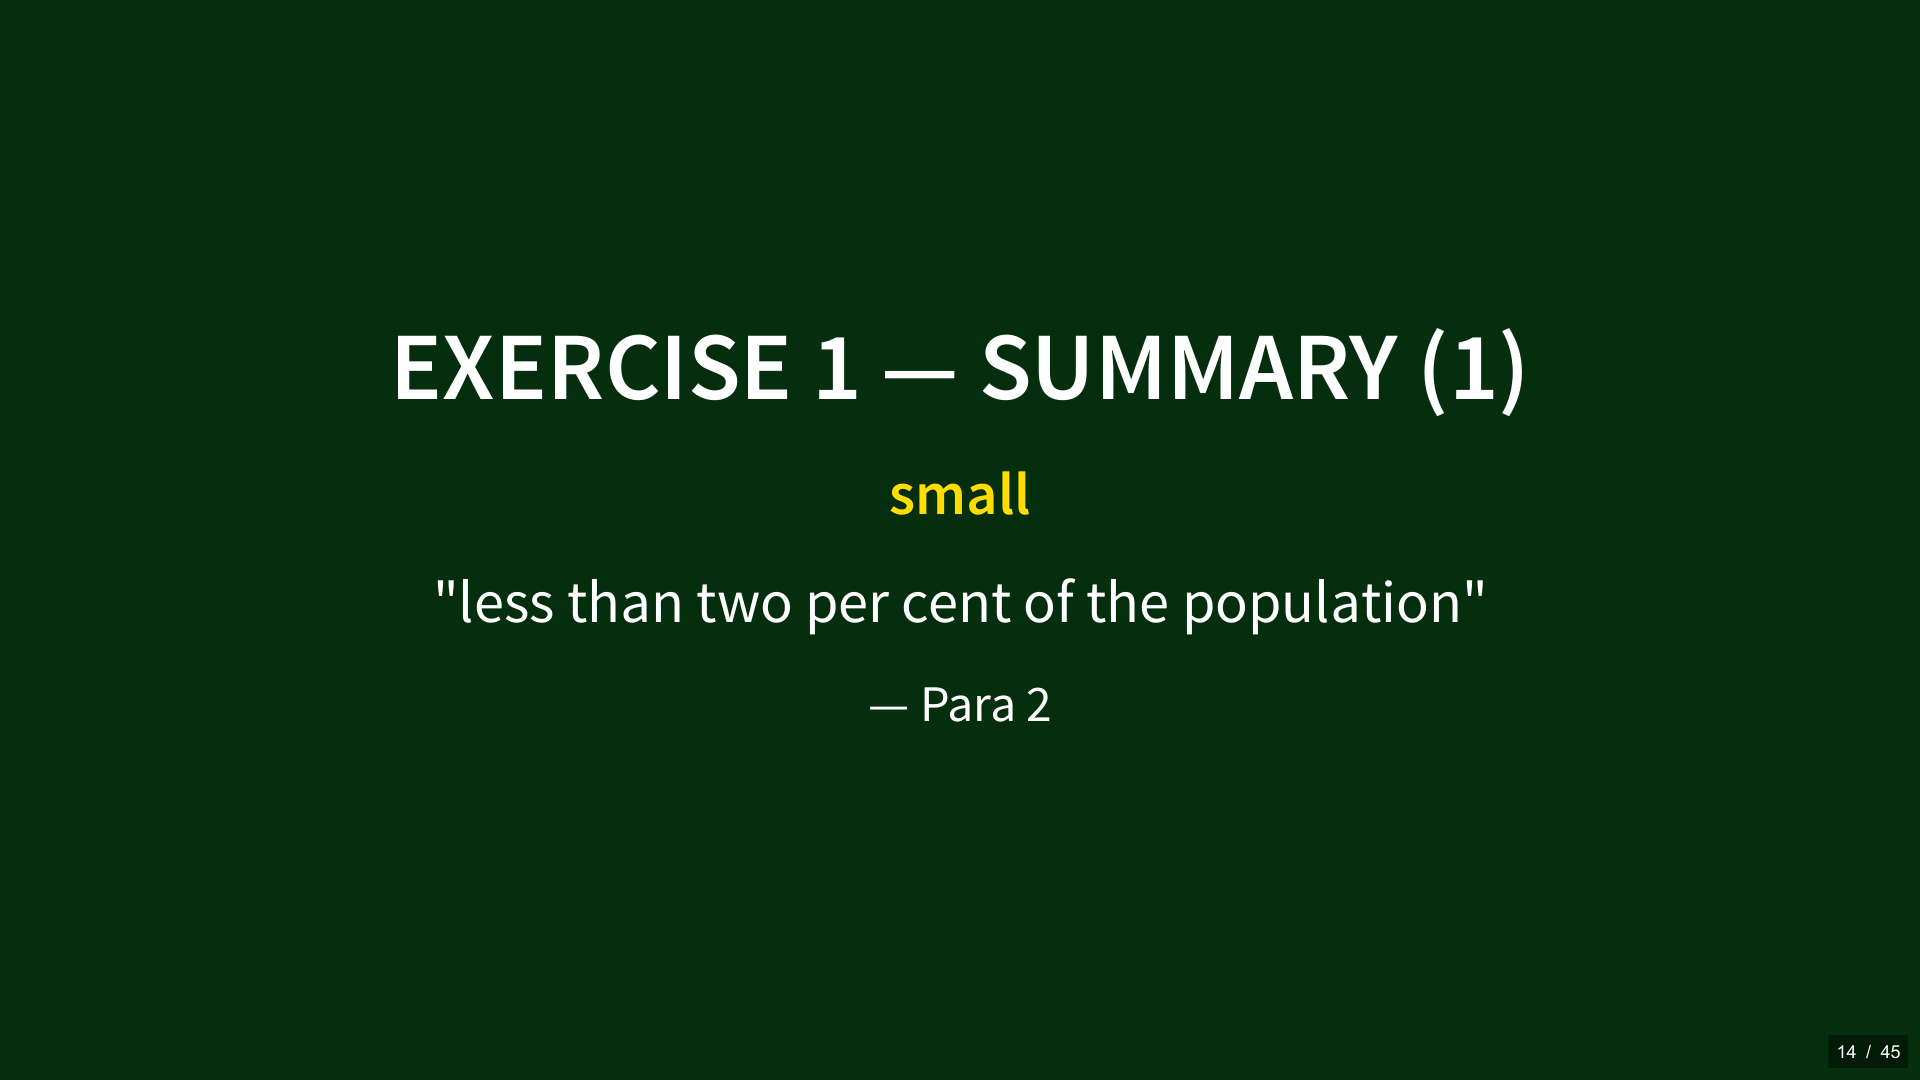 EXERCISE 1 — SUMMARY (1)
small
"less than two per cent of the population"
— Para 2
14 / 45